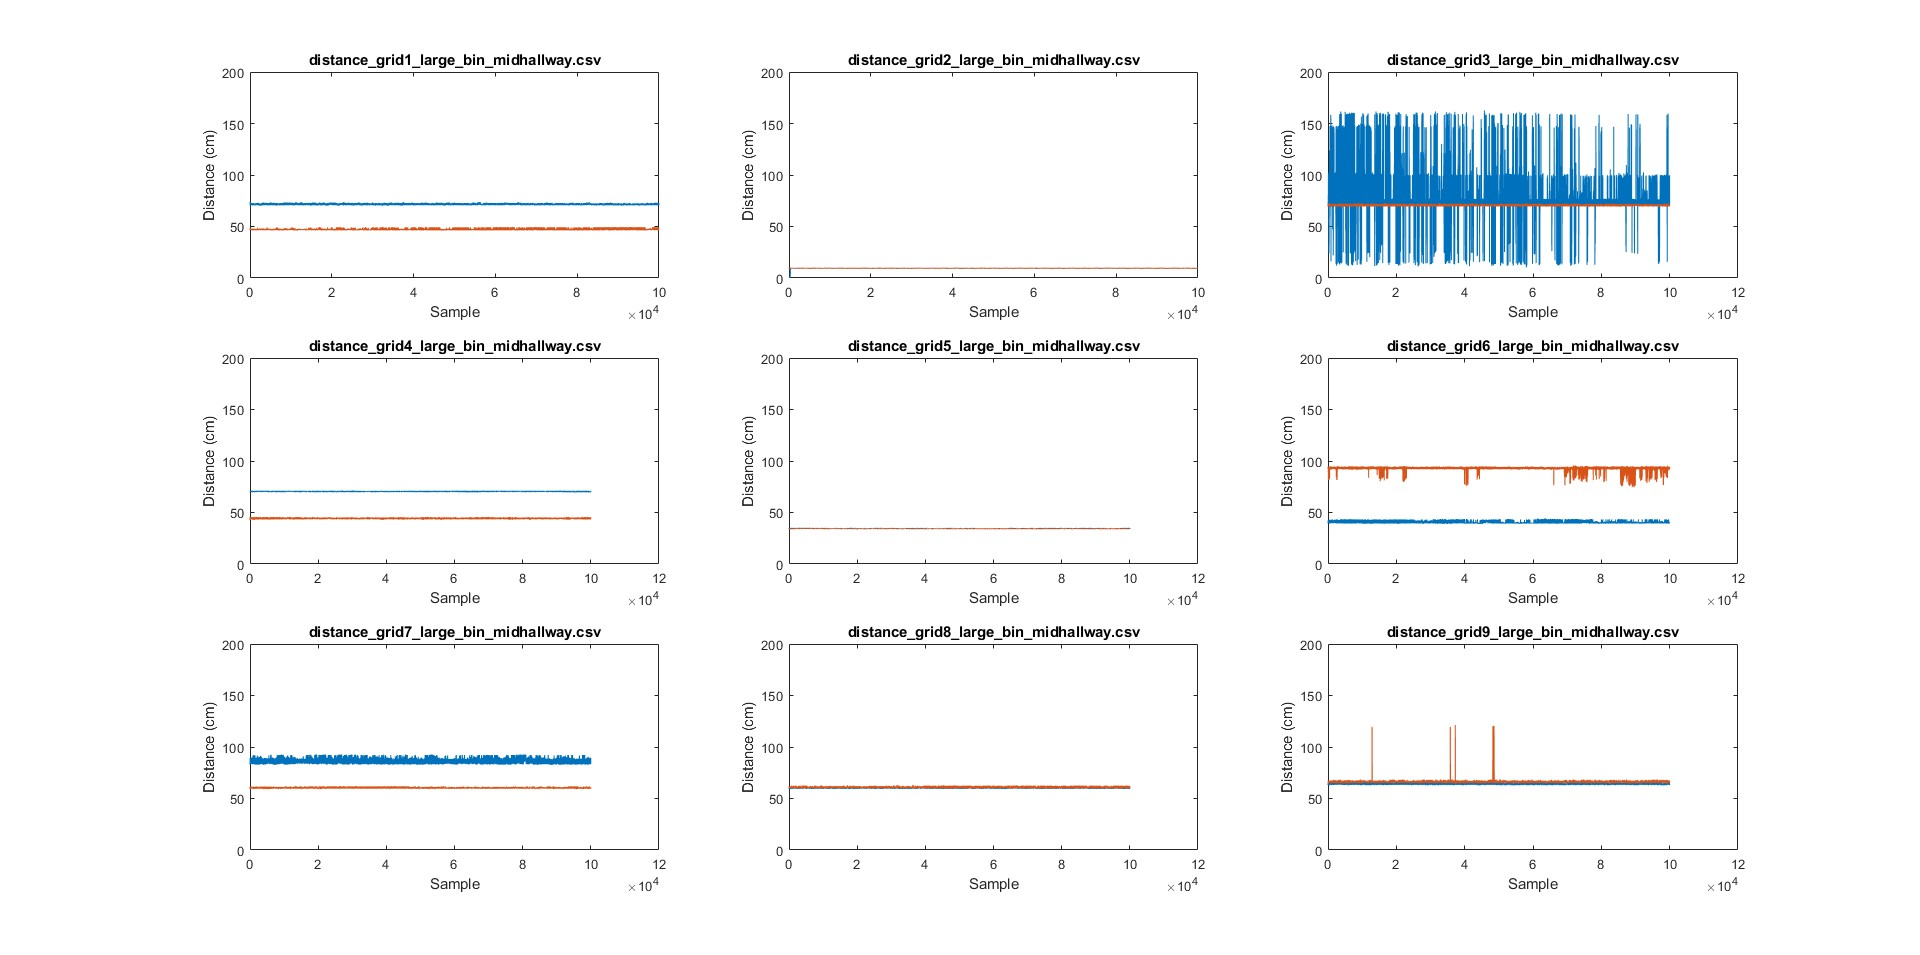 distance_grid1_large_bin_midhallway.csv
200
150
100
50
0
Distance (cm)
0 2 4 6 8 10
Sample
×10^4
distance_grid2_large_bin_midhallway.csv
200
150
100
50
0
Distance (cm)
0 2 4 6 8 10
Sample
×10^4
distance_grid3_large_bin_midhallway.csv
200
150
100
50
0
Distance (cm)
0 2 4 6 8 10 12
Sample
×10^4
distance_grid4_large_bin_midhallway.csv
200
150
100
50
0
Distance (cm)
0 2 4 6 8 10 12
Sample
×10^4
distance_grid5_large_bin_midhallway.csv
200
150
100
50
0
Distance (cm)
0 2 4 6 8 10 12
Sample
×10^4
distance_grid6_large_bin_midhallway.csv
200
150
100
50
0
Distance (cm)
0 2 4 6 8 10 12
Sample
×10^4
distance_grid7_large_bin_midhallway.csv
200
150
100
50
0
Distance (cm)
0 2 4 6 8 10 12
Sample
×10^4
distance_grid8_large_bin_midhallway.csv
200
150
100
50
0
Distance (cm)
0 2 4 6 8 10 12
Sample
×10^4
distance_grid9_large_bin_midhallway.csv
200
150
100
50
0
Distance (cm)
0 2 4 6 8 10 12
Sample
×10^4